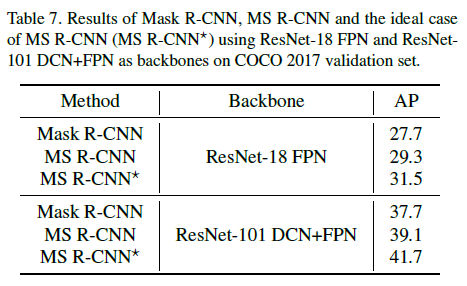 Table 7. Results of Mask R-CNN, MS R-CNN and the ideal case
of MS R-CNN (MS R-CNN★) using ResNet-18 FPN and ResNet-
101 DCN+FPN as backbones on COCO 2017 validation set.
Method Backbone AP
Mask R-CNN 27.7
MS R-CNN ResNet-18 FPN 29.3
MS R-CNN★ 31.5
Mask R-CNN 37.7
MS R-CNN ResNet-101 DCN+FPN 39.1
MS R-CNN★ 41.7